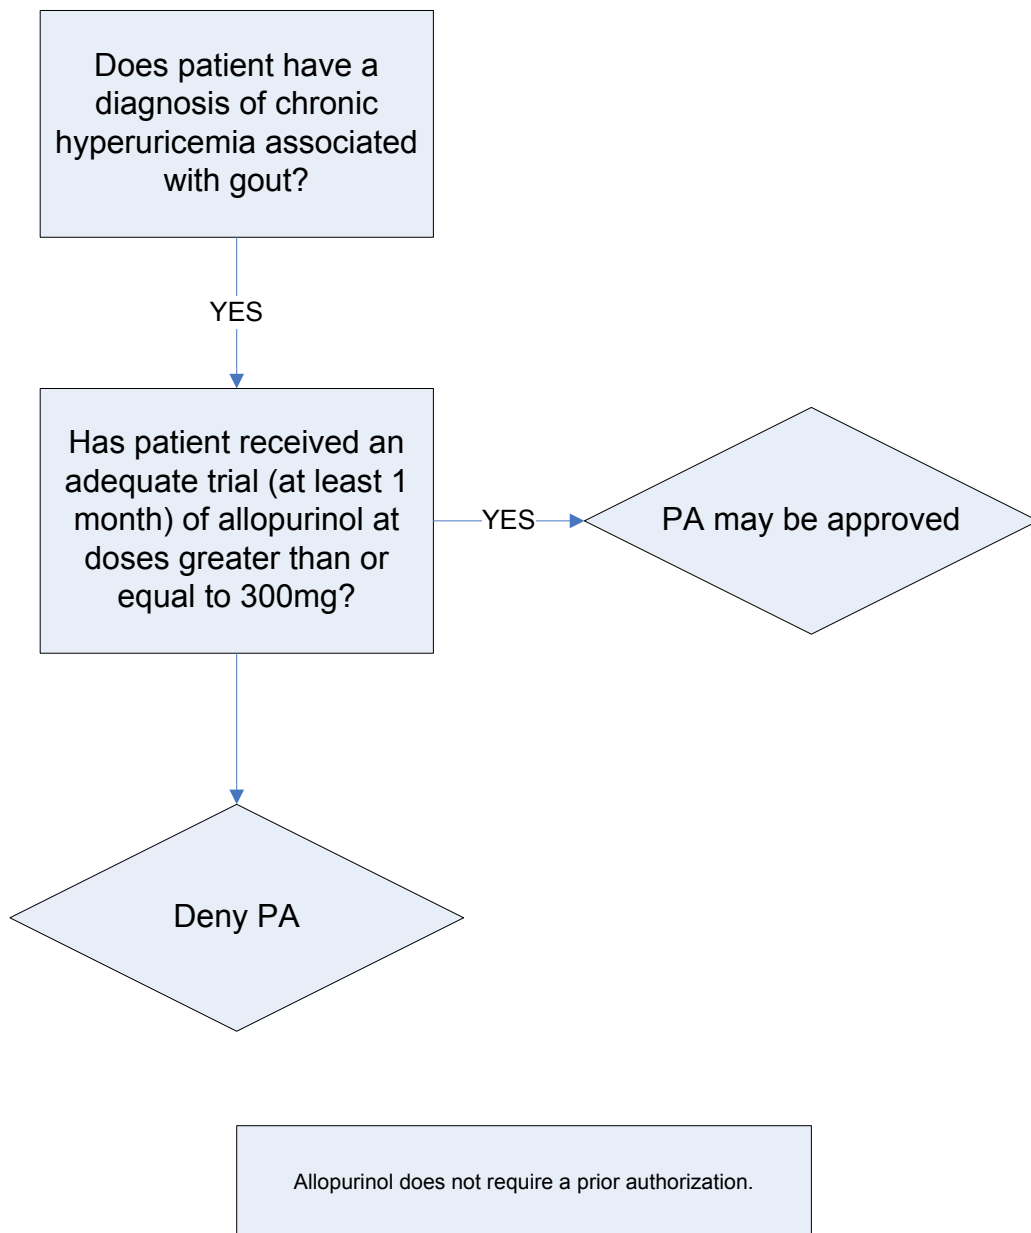 Does patient have a
diagnosis of chronic
hyperuricemia associated
with gout?
YES
Has patient received an
adequate trial (at least 1
month) of allopurinol at
doses greater than or
equal to 300mg?
YES
PA may be approved
Deny PA
Allopurinol does not require a prior authorization.